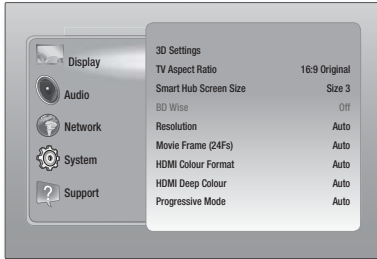 Display
Audio
Network
System
Support
3D Settings
TV Aspect Ratio 16:9 Original
Smart Hub Screen Size Size 3
BD Wise Off
Resolution Auto
Movie Frame (24Fs) Auto
HDMI Colour Format Auto
HDMI Deep Colour Auto
Progressive Mode Auto